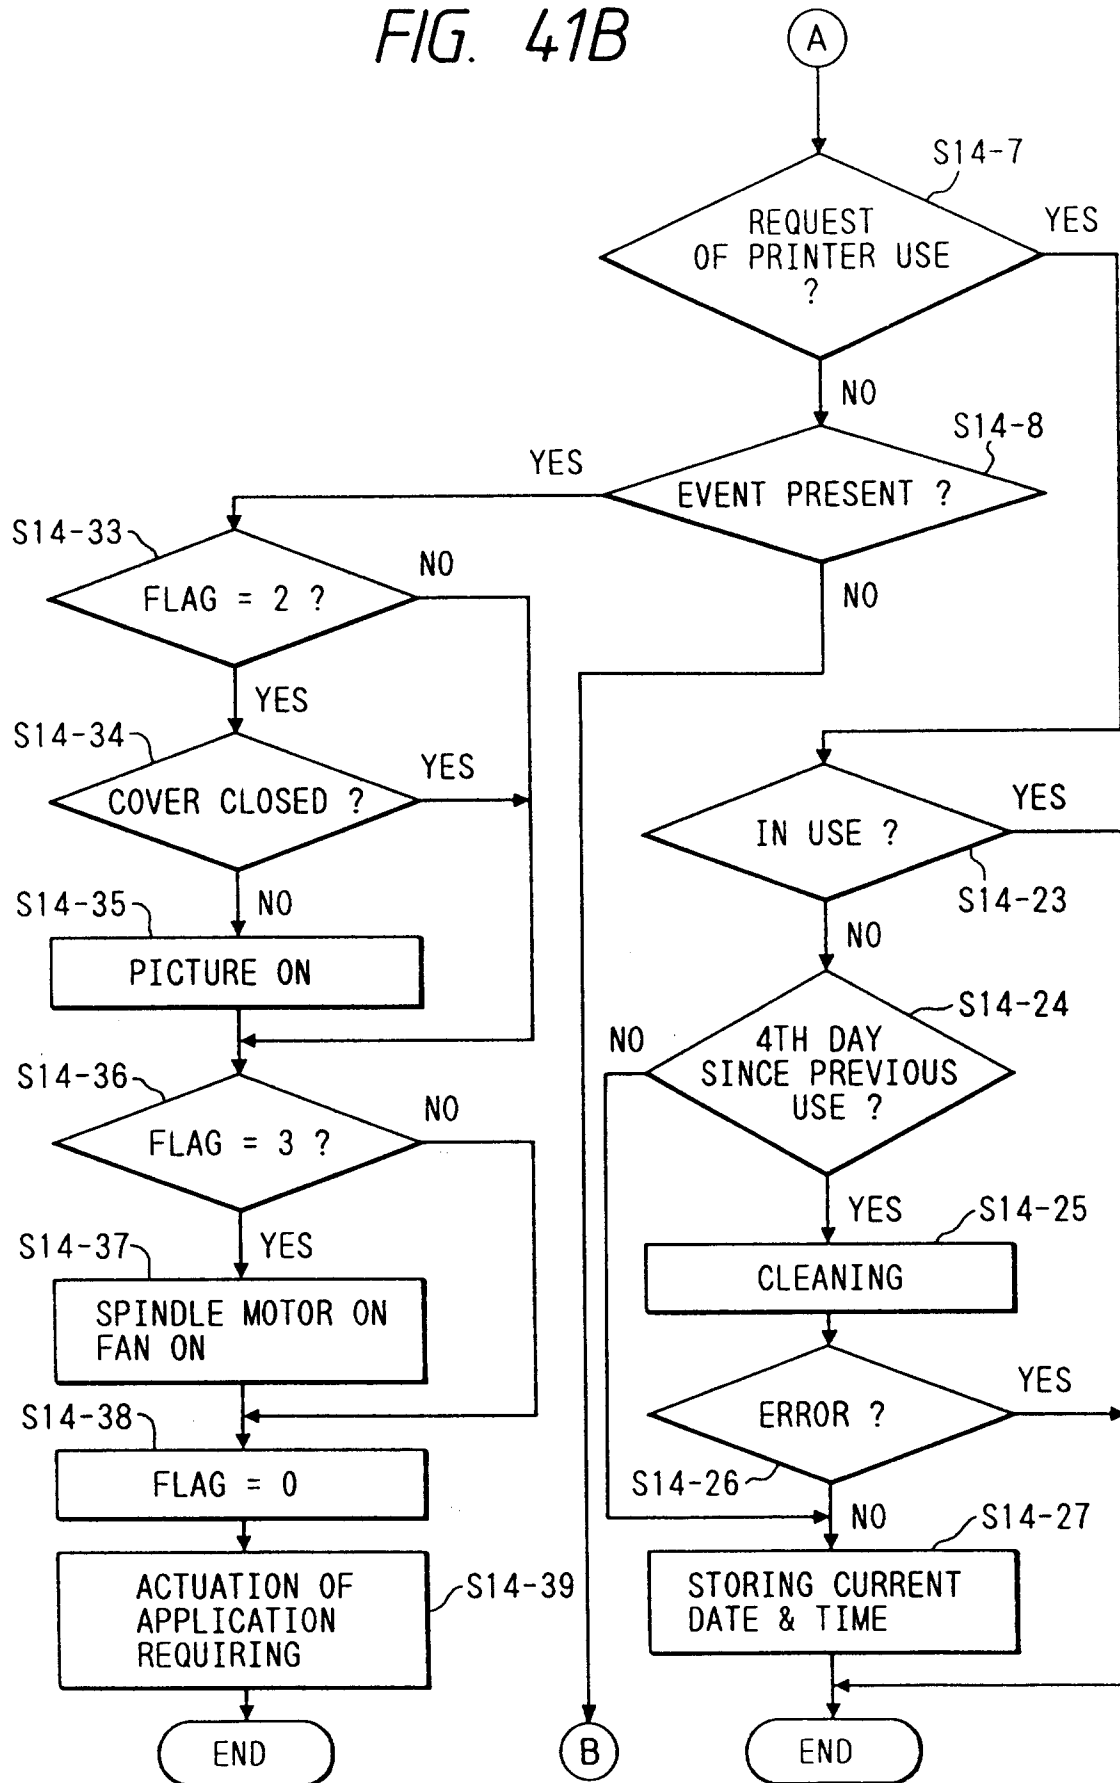 FIG. 41B
A
S14-7
REQUEST
OF PRINTER USE
?
YES
NO
S14-8
EVENT PRESENT ?
YES
NO
S14-33
FLAG = 2 ?
NO
YES
S14-34
COVER CLOSED ?
YES
NO
S14-35
PICTURE ON
S14-36
FLAG = 3 ?
NO
YES
S14-37
SPINDLE MOTOR ON
FAN ON
S14-38
FLAG = 0
ACTUATION OF
APPLICATION
REQUIRING
S14-39
END
B
IN USE ?
YES
S14-23
NO
S14-24
4TH DAY
SINCE PREVIOUS
USE ?
NO
YES
S14-25
CLEANING
ERROR ?
YES
S14-26
NO
S14-27
STORING CURRENT
DATE & TIME
END